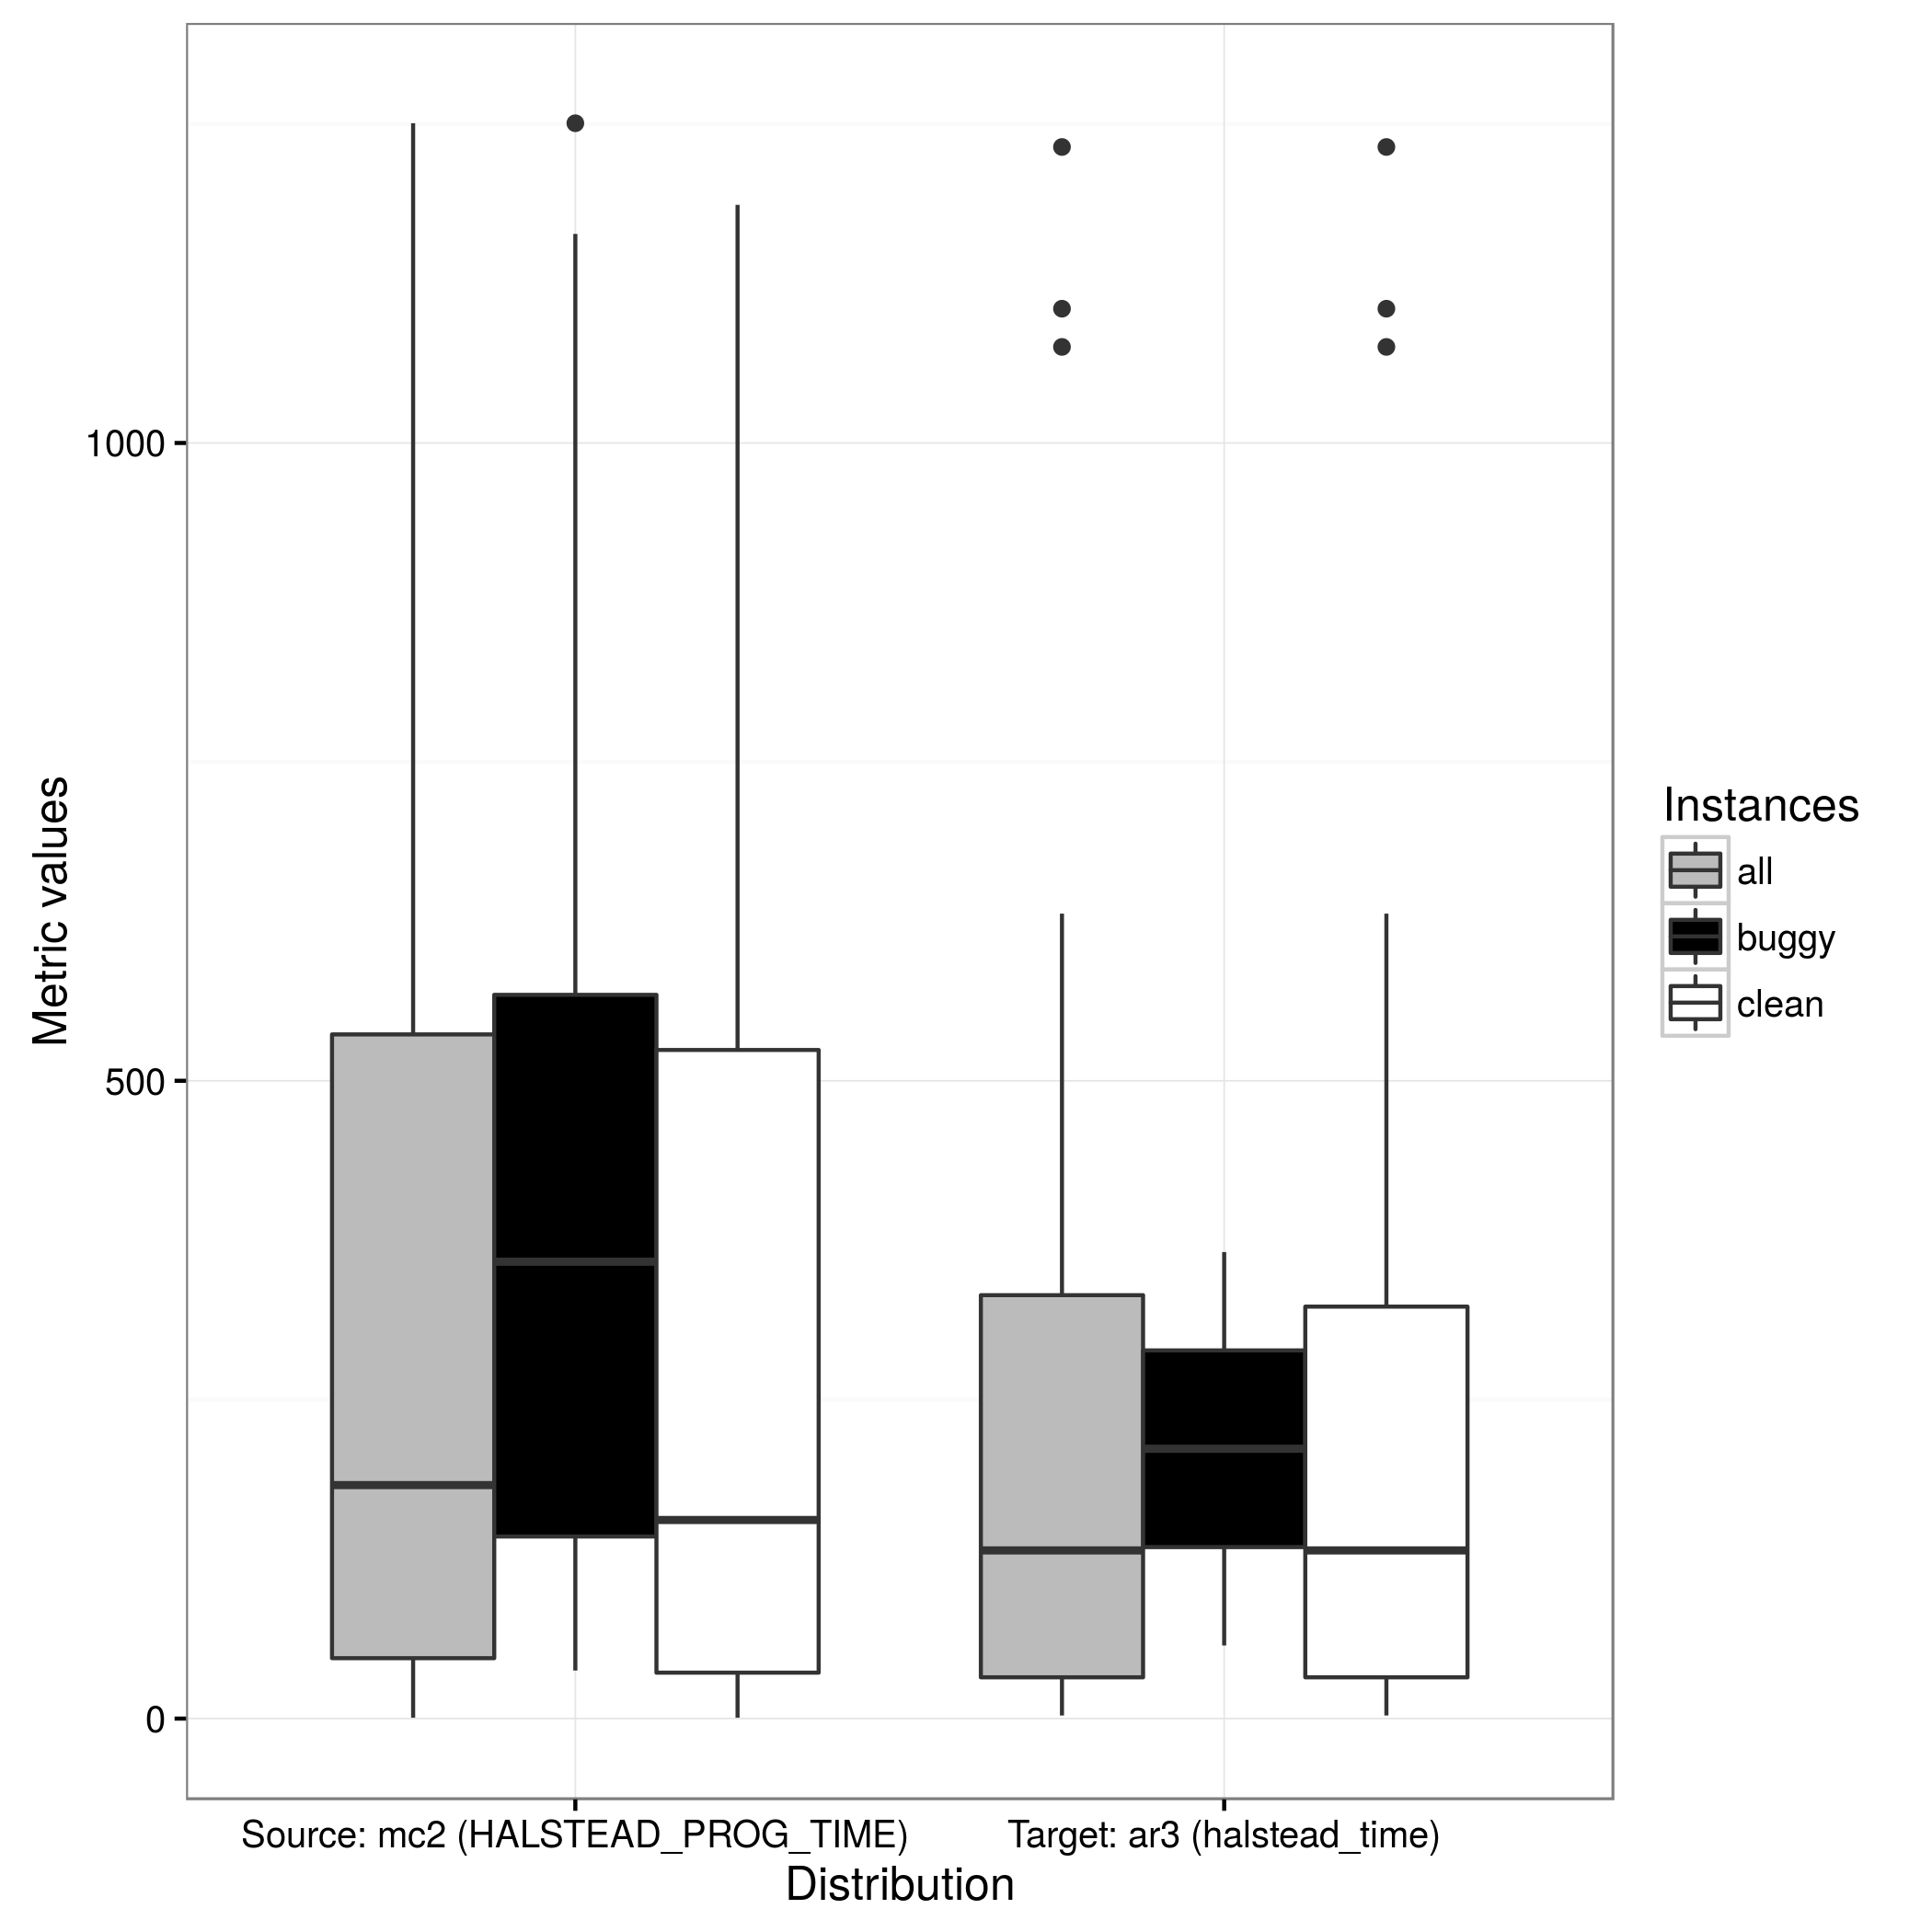 Metric values
1000
500
0
Source: mc2 (HALSTEAD_PROG_TIME)
Target: ar3 (halstead_time)
Distribution
Instances
all
buggy
clean